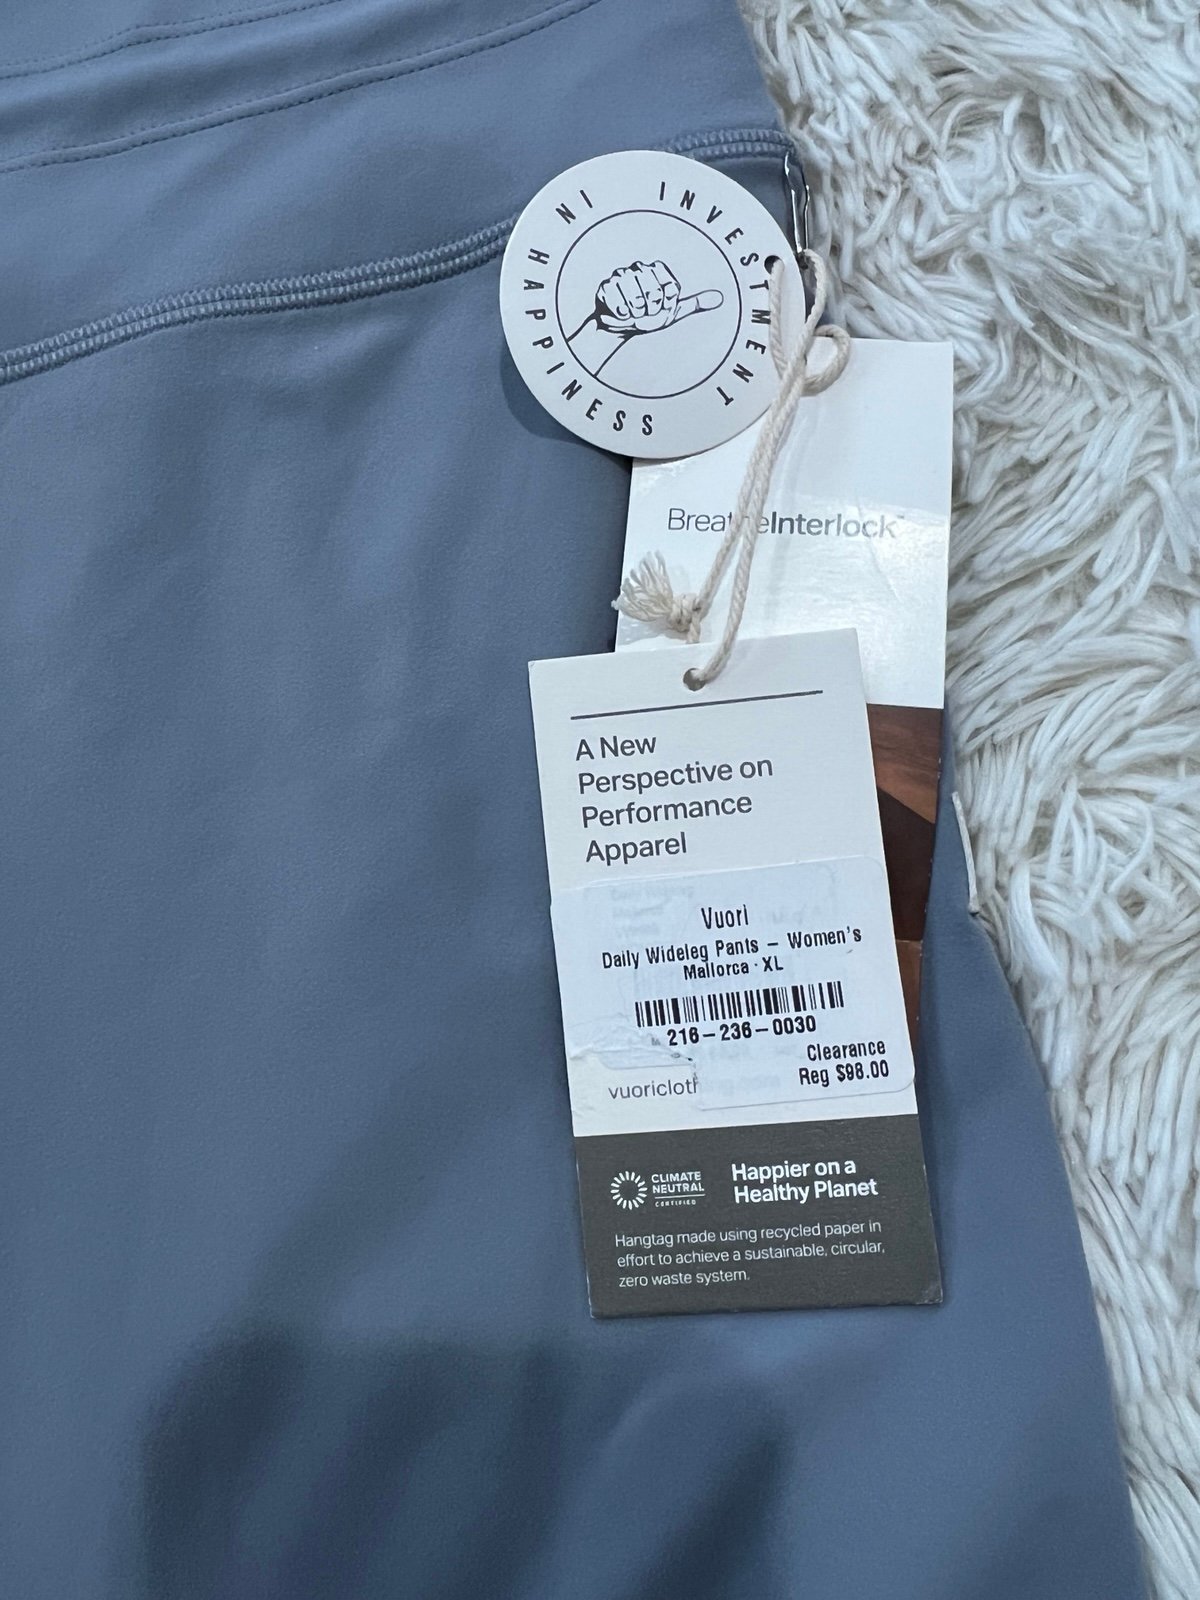 INVESTMENT
IN HAPPINESS
BreatheInterlock™
A New
Perspective on
Performance
Apparel
Vuori
Daily Wideleg Pants – Women's
Mallorca · XL
216-236-0030
Clearance
Reg $98.00
vuoricloth
CLIMATE
NEUTRAL
CERTIFIED
Happier on a
Healthy Planet
Hangtag made using recycled paper in
effort to achieve a sustainable, circular,
zero waste system.